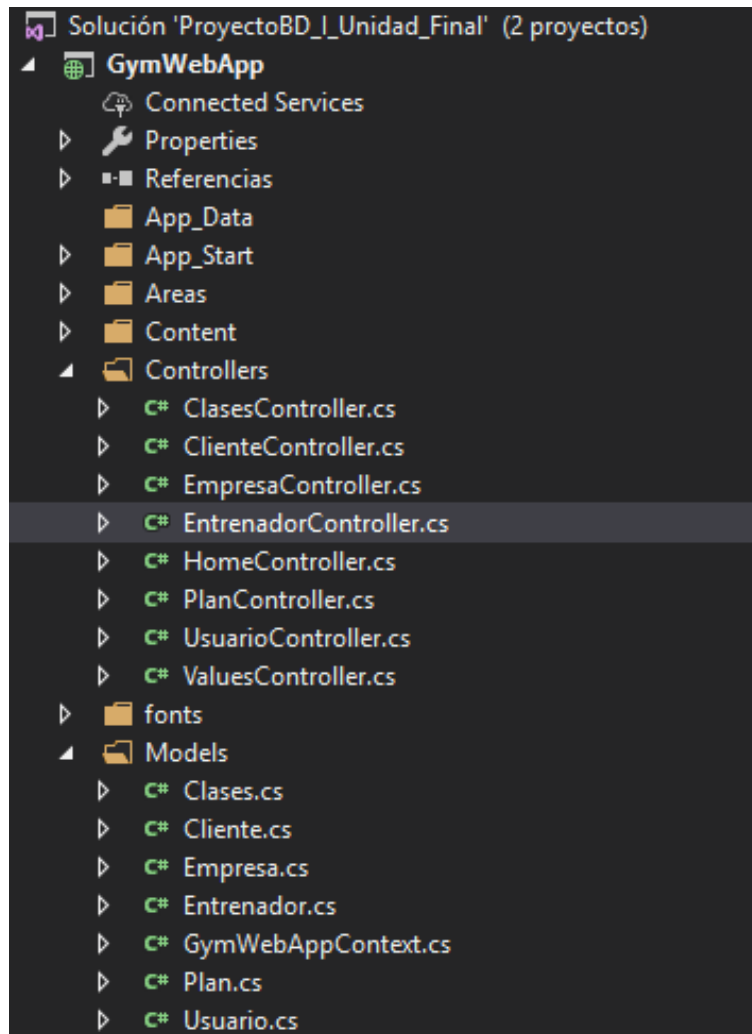 Solución 'ProyectoBD_I_Unidad_Final' (2 proyectos)
GymWebApp
Connected Services
Properties
Referencias
App_Data
App_Start
Areas
Content
Controllers
C# ClasesController.cs
C# ClienteController.cs
C# EmpresaController.cs
C# EntrenadorController.cs
C# HomeController.cs
C# PlanController.cs
C# UsuarioController.cs
C# ValuesController.cs
fonts
Models
C# Clases.cs
C# Cliente.cs
C# Empresa.cs
C# Entrenador.cs
C# GymWebAppContext.cs
C# Plan.cs
C# Usuario.cs